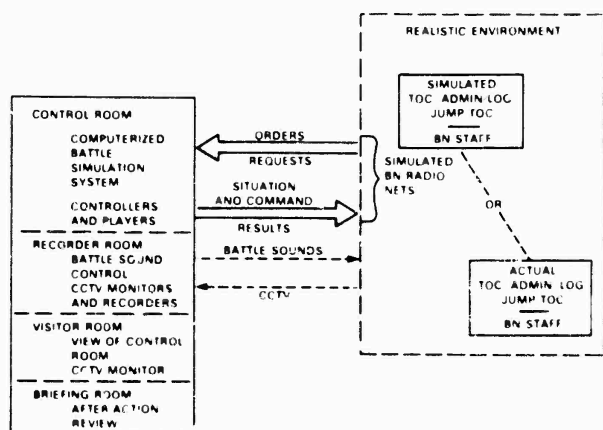 REALISTIC ENVIRONMENT
SIMULATED
TOC ADMIN-LOG
JUMP TOC
BN STAFF
CONTROL ROOM
COMPUTERIZED
BATTLE
SIMULATION
SYSTEM
CONTROLLERS
AND PLAYERS
ORDERS
REQUESTS
SITUATION
AND COMMAND
RESULTS
SIMULATED
BN RADIO
NETS
OR
RECORDER ROOM
BATTLE SOUND
CONTROL
CCTV MONITORS
AND RECORDERS
BATTLE SOUNDS
CCTV
ACTUAL
TOC ADMIN-LOG
JUMP TOC
BN STAFF
VISITOR ROOM
VIEW OF CONTROL
ROOM
CCTV MONITOR
BRIEFING ROOM
AFTER ACTION
REVIEW